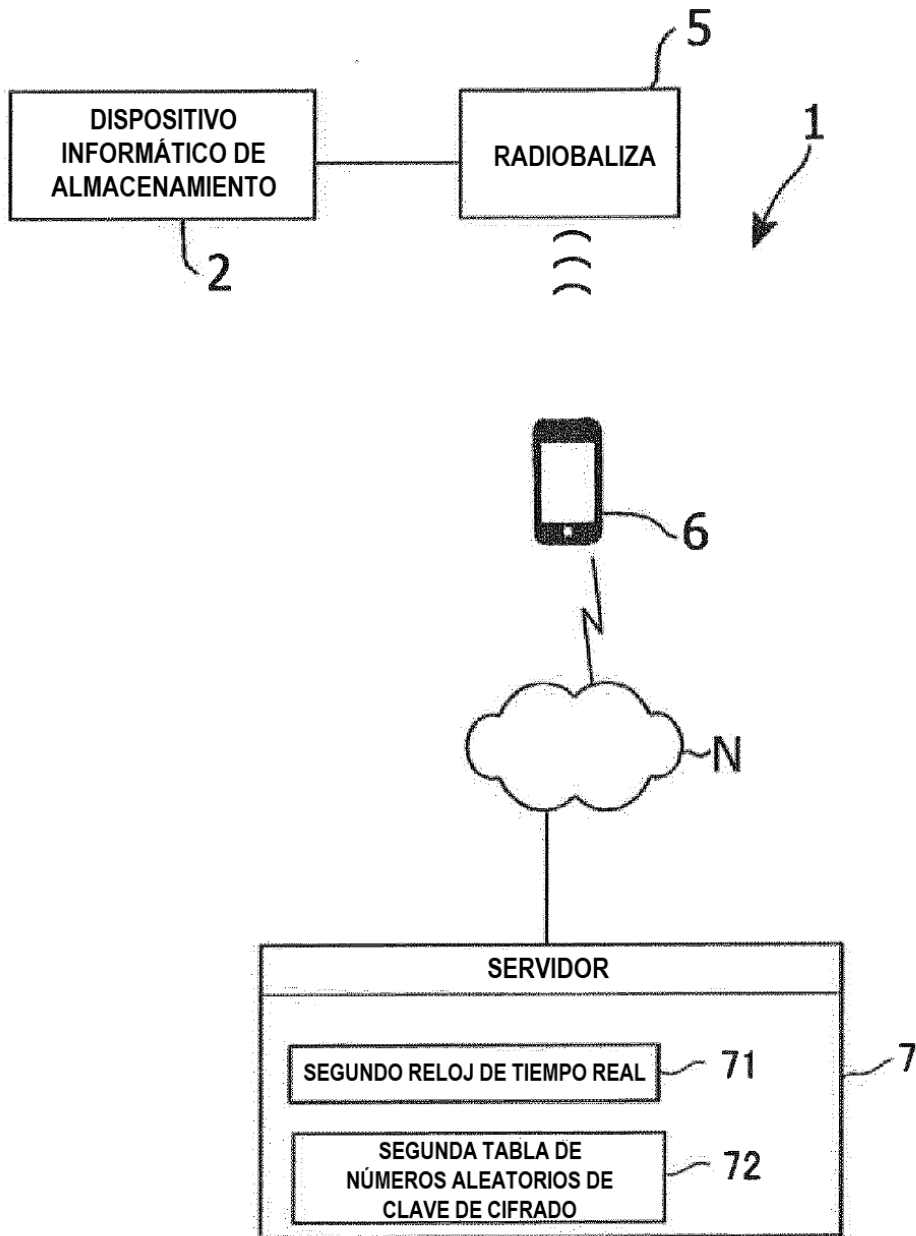 5
DISPOSITIVO
INFORMÁTICO DE
ALMACENAMIENTO
RADIOBALIZA
1
2
6
N
SERVIDOR
SEGUNDO RELOJ DE TIEMPO REAL
71
7
SEGUNDA TABLA DE
NÚMEROS ALEATORIOS DE
CLAVE DE CIFRADO
72